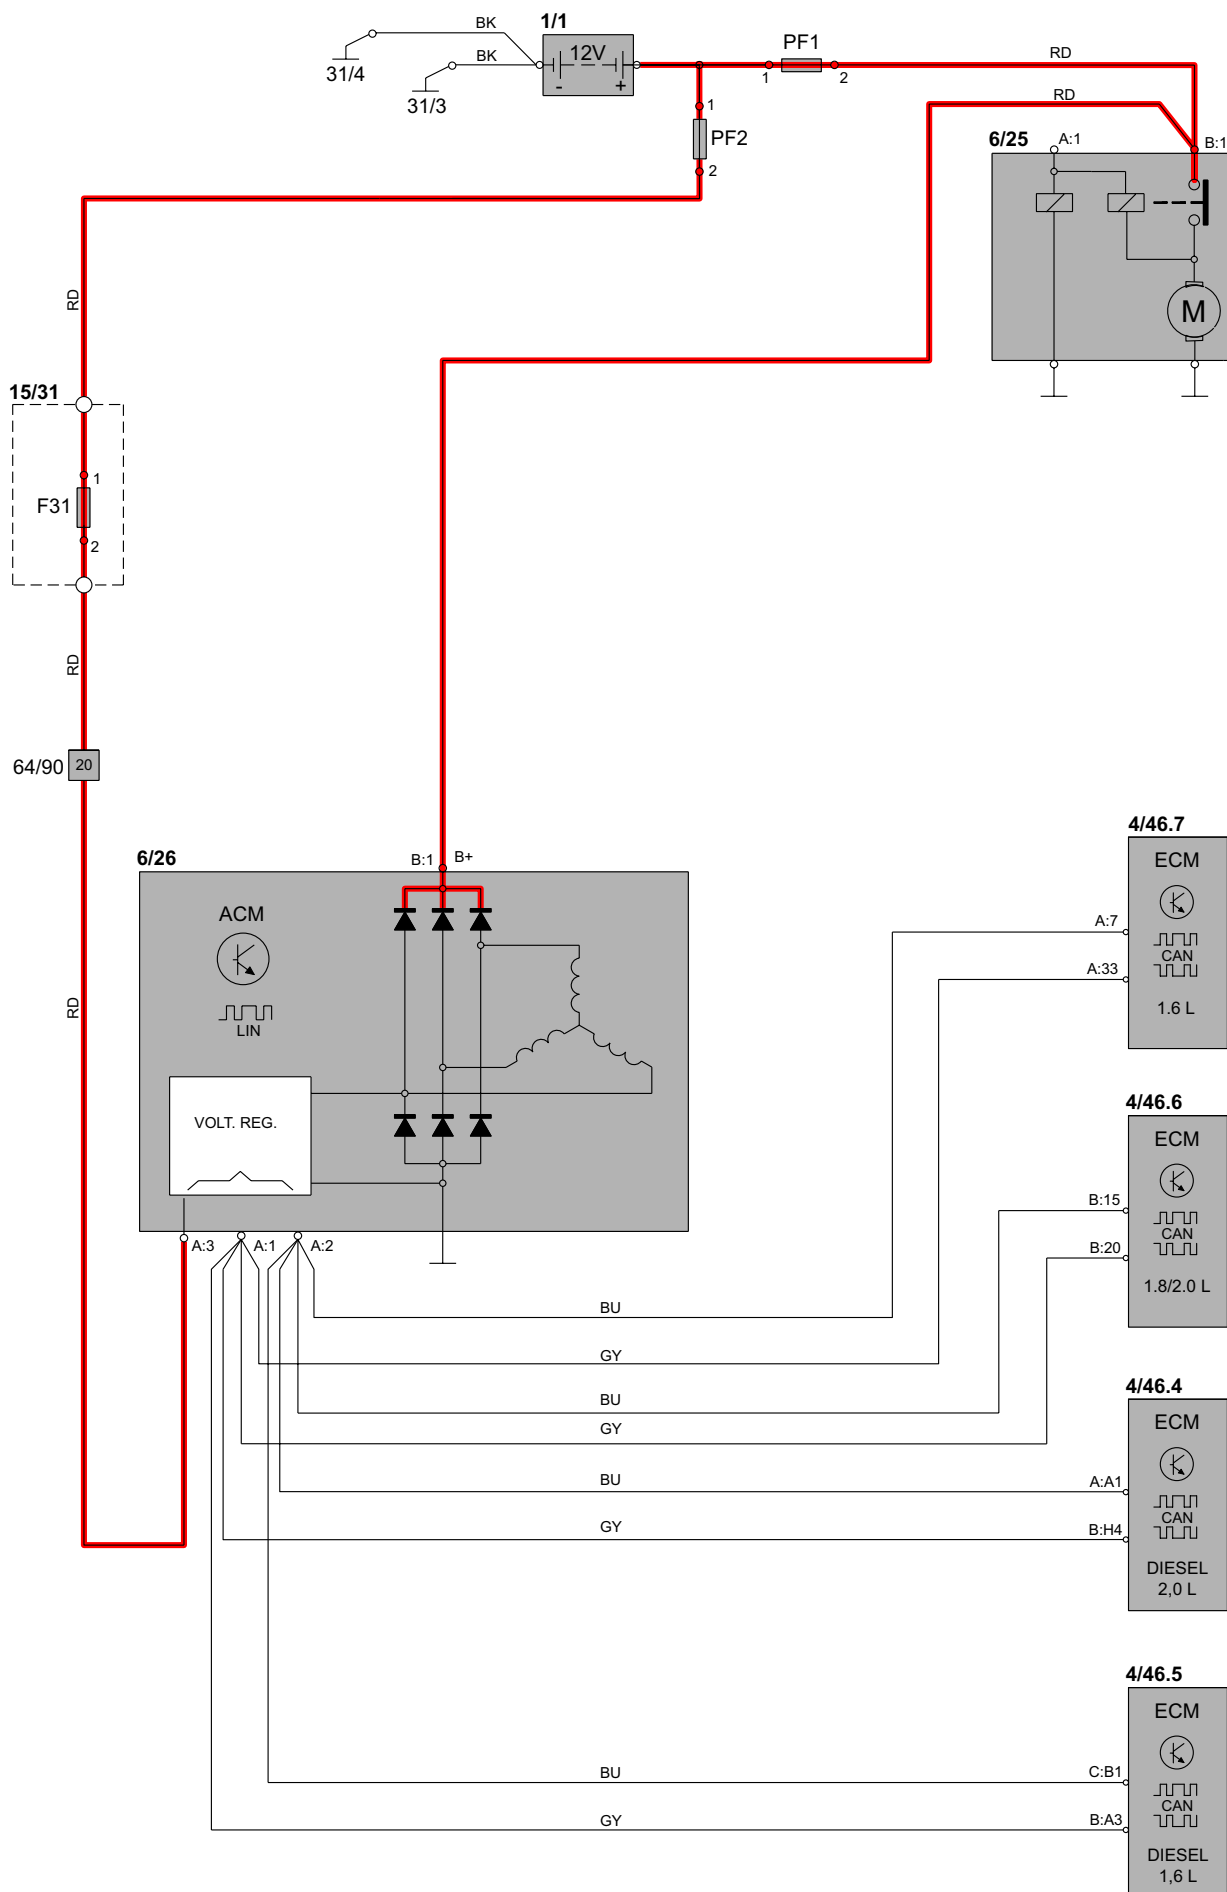 1/1
BK
12V
- +
31/4
BK
31/3
PF1
1 2
RD
RD
1
PF2
2
6/25
A:1
B:1
M
RD
15/31
1
F31
2
RD
64/90
20
RD
6/26
B:1 B+
ACM
LIN
VOLT. REG.
A:3
A:1
A:2
4/46.7
ECM
A:7
CAN
A:33
1.6 L
4/46.6
ECM
B:15
CAN
B:20
1.8/2.0 L
BU
GY
BU
GY
4/46.4
ECM
BU
A:A1
CAN
GY
B:H4
DIESEL
2,0 L
4/46.5
ECM
BU
C:B1
CAN
GY
B:A3
DIESEL
1,6 L